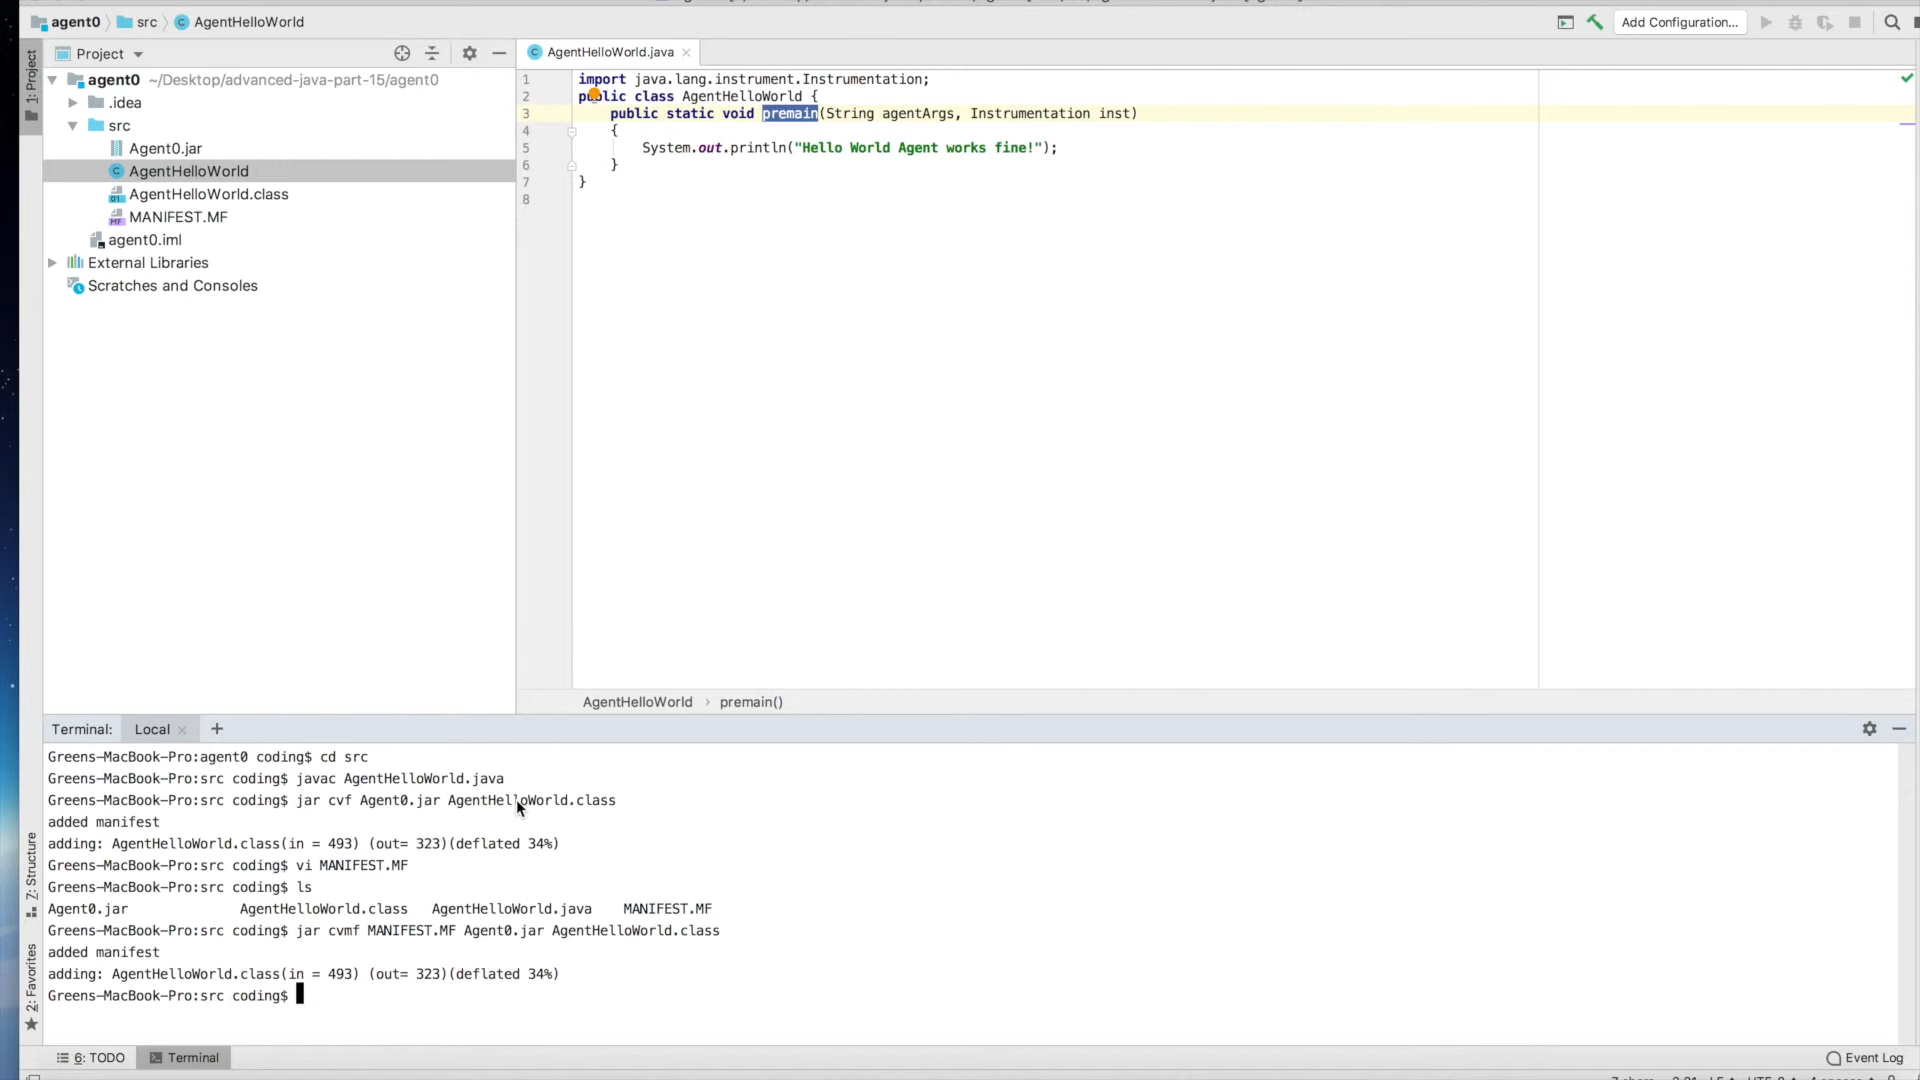 agent0 src AgentHelloWorld
Add Configuration...
1: Project
Project
AgentHelloWorld.java
agent0 ~/Desktop/advanced-java-part-15/agent0
.idea
src
Agent0.jar
AgentHelloWorld
AgentHelloWorld.class
MANIFEST.MF
agent0.iml
External Libraries
Scratches and Consoles
1 import java.lang.instrument.Instrumentation;
2 public class AgentHelloWorld {
3 public static void premain(String agentArgs, Instrumentation inst)
4 {
5 System.out.println("Hello World Agent works fine!");
6 }
7 }
8
AgentHelloWorld › premain()
Terminal: Local
Greens-MacBook-Pro:agent0 coding$ cd src
Greens-MacBook-Pro:src coding$ javac AgentHelloWorld.java
Greens-MacBook-Pro:src coding$ jar cvf Agent0.jar AgentHelloWorld.class
added manifest
adding: AgentHelloWorld.class(in = 493) (out= 323)(deflated 34%)
Greens-MacBook-Pro:src coding$ vi MANIFEST.MF
Greens-MacBook-Pro:src coding$ ls
Agent0.jar AgentHelloWorld.class AgentHelloWorld.java MANIFEST.MF
Greens-MacBook-Pro:src coding$ jar cvmf MANIFEST.MF Agent0.jar AgentHelloWorld.class
added manifest
adding: AgentHelloWorld.class(in = 493) (out= 323)(deflated 34%)
Greens-MacBook-Pro:src coding$
7: Structure
2: Favorites
6: TODO
Terminal
Event Log